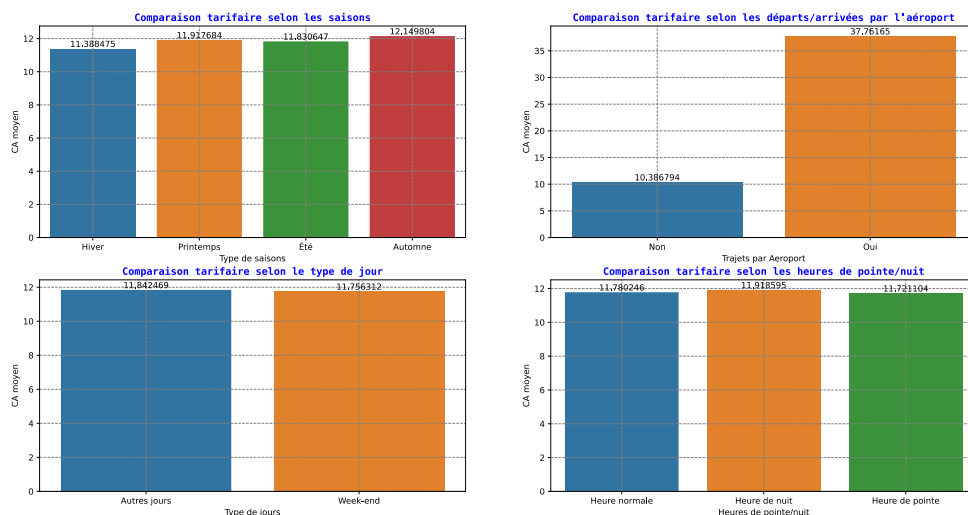 Comparaison tarifaire selon les saisons
CA moyen
12
10
8
6
4
2
0
11.388475
11.917684
11.830647
12.149804
Hiver
Printemps
Été
Automne
Type de saisons
Comparaison tarifaire selon les départs/arrivées par l'aéroport
CA moyen
35
30
25
20
15
10
5
0
10.386794
37.76165
Non
Oui
Trajets par Aeroport
Comparaison tarifaire selon le type de jour
CA moyen
12
10
8
6
4
2
0
11.842469
11.756312
Autres jours
Week-end
Type de jours
Comparaison tarifaire selon les heures de pointe/nuit
CA moyen
12
10
8
6
4
2
0
11.780246
11.918595
11.721104
Heure normale
Heure de nuit
Heure de pointe
Heures de pointe/nuit